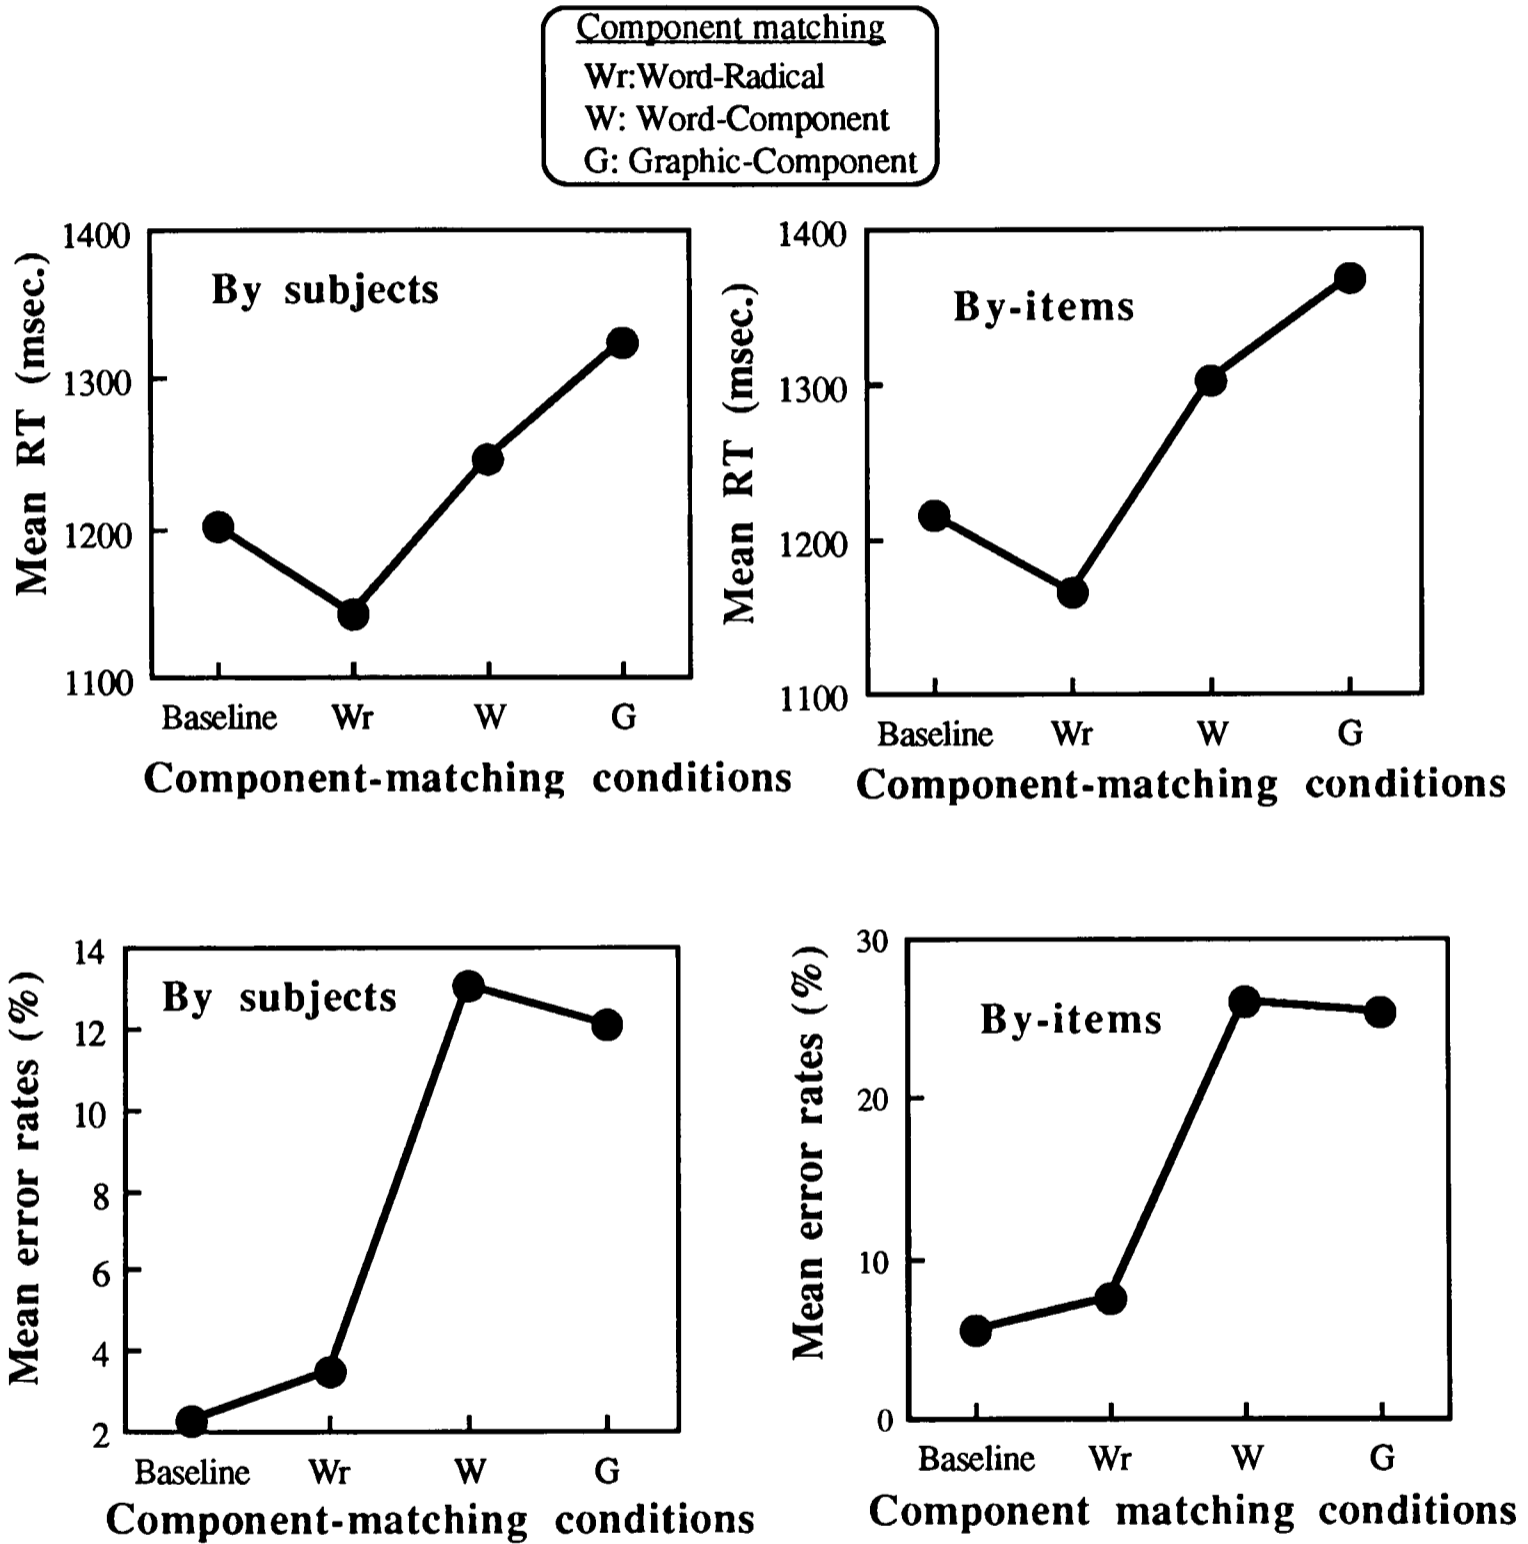 Component matching
Wr:Word-Radical
W: Word-Component
G: Graphic-Component
Mean RT (msec.)
1400
1300
1200
1100
By subjects
Baseline Wr W G
Component-matching conditions
Mean RT (msec.)
1400
1300
1200
1100
By-items
Baseline Wr W G
Component-matching conditions
Mean error rates (%)
14
12
10
8
6
4
2
By subjects
Baseline Wr W G
Component-matching conditions
Mean error rates (%)
30
20
10
0
By-items
Baseline Wr W G
Component matching conditions